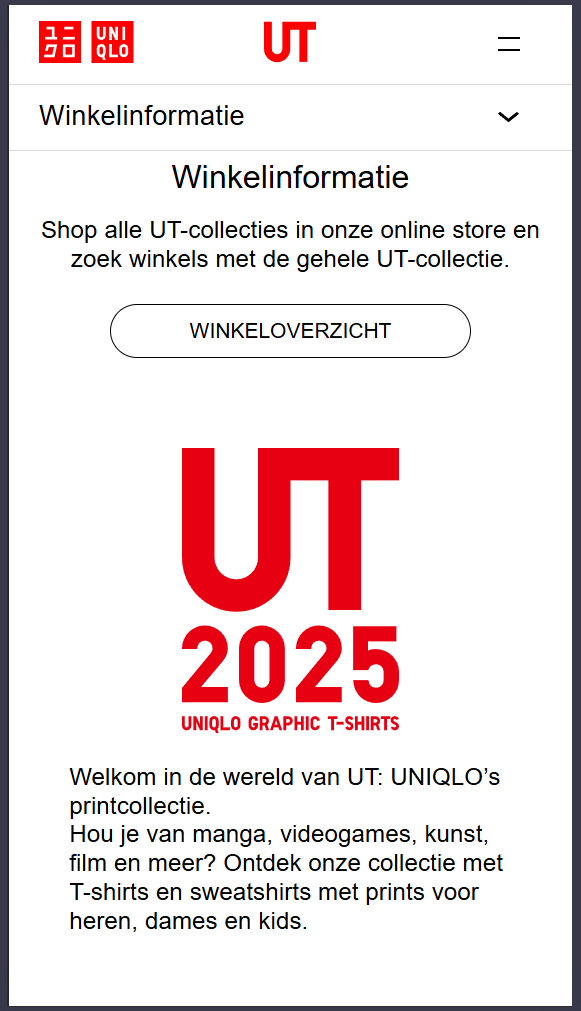 ユニ UNI
クロ QLO
UT
Winkelinformatie
Winkelinformatie
Shop alle UT-collecties in onze online store en
zoek winkels met de gehele UT-collectie.
WINKELOVERZICHT
UT
2025
UNIQLO GRAPHIC T-SHIRTS
Welkom in de wereld van UT: UNIQLO’s
printcollectie.
Hou je van manga, videogames, kunst,
film en meer? Ontdek onze collectie met
T-shirts en sweatshirts met prints voor
heren, dames en kids.